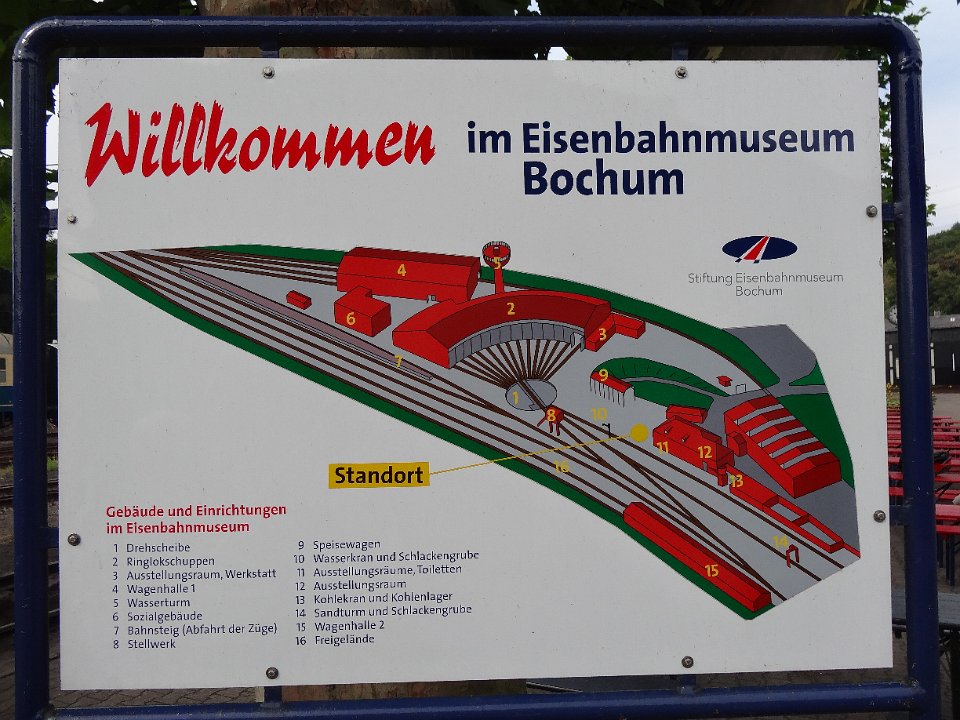 Willkommen im Eisenbahnmuseum
Bochum
Stiftung Eisenbahnmuseum
Bochum
4
5
2
6
3
7
9
1
8
10
11
12
Standort
16
13
14
15
Gebäude und Einrichtungen
im Eisenbahnmuseum
1 Drehscheibe
2 Ringlokschuppen
3 Ausstellungsraum, Werkstatt
4 Wagenhalle 1
5 Wasserturm
6 Sozialgebäude
7 Bahnsteig (Abfahrt der Züge)
8 Stellwerk
9 Speisewagen
10 Wasserkran und Schlackengrube
11 Ausstellungsräume, Toiletten
12 Ausstellungsraum
13 Kohlekran und Kohlenlager
14 Sandturm und Schlackengrube
15 Wagenhalle 2
16 Freigelände